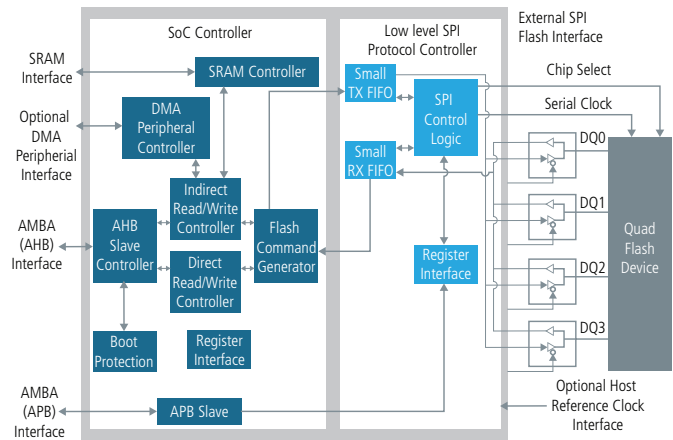 SoC Controller
Low level SPI
Protocol Controller
External SPI
Flash Interface
SRAM
Interface
SRAM Controller
Small
TX FIFO
SPI
Control
Logic
Chip Select
Serial Clock
Optional
DMA
Peripherial
Interface
DMA
Peripheral
Controller
Small
RX FIFO
DQ0
Indirect
Read/Write
Controller
DQ1
AMBA
(AHB)
Interface
AHB
Slave
Controller
Flash
Command
Generator
Quad
Flash
Device
Direct
Read/Write
Controller
Register
Interface
DQ2
Boot
Protection
Register
Interface
DQ3
AMBA
(APB)
Interface
APB Slave
Optional Host
Reference Clock
Interface